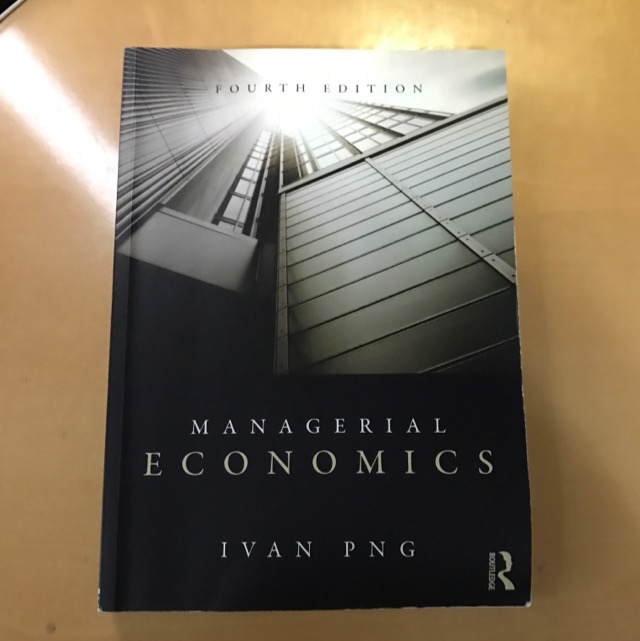 FOURTH EDITION
MANAGERIAL
ECONOMICS
IVAN PNG
ROUTLEDGE